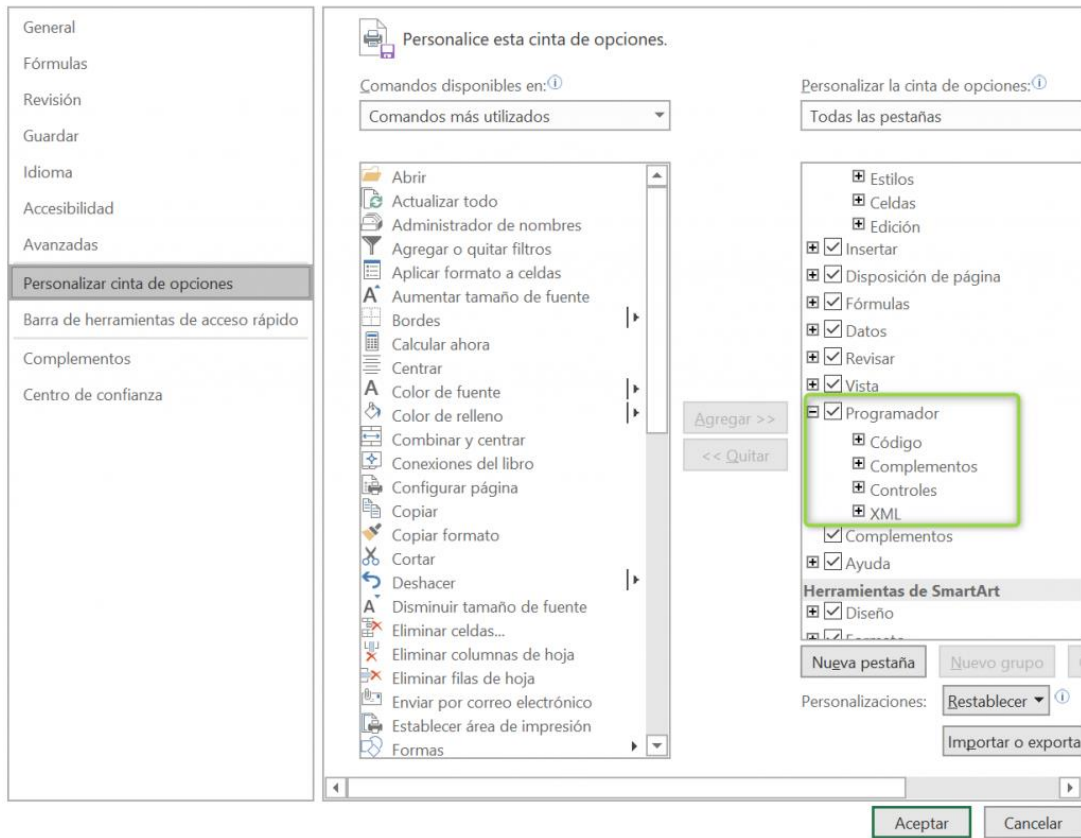 General
Fórmulas
Revisión
Guardar
Idioma
Accesibilidad
Avanzadas
Personalizar cinta de opciones
Barra de herramientas de acceso rápido
Complementos
Centro de confianza
Personalice esta cinta de opciones.
Comandos disponibles en:
Comandos más utilizados
Abrir
Actualizar todo
Administrador de nombres
Agregar o quitar filtros
Aplicar formato a celdas
Aumentar tamaño de fuente
Bordes
Calcular ahora
Centrar
Color de fuente
Color de relleno
Combinar y centrar
Conexiones del libro
Configurar página
Copiar
Copiar formato
Cortar
Deshacer
Disminuir tamaño de fuente
Eliminar celdas...
Eliminar columnas de hoja
Eliminar filas de hoja
Enviar por correo electrónico
Establecer área de impresión
Formas
Agregar >>
<< Quitar
Personalizar la cinta de opciones:
Todas las pestañas
Estilos
Celdas
Edición
Insertar
Disposición de página
Fórmulas
Datos
Revisar
Vista
Programador
Código
Complementos
Controles
XML
Complementos
Ayuda
Herramientas de SmartArt
Diseño
Nueva pestaña
Nuevo grupo
Personalizaciones:
Restablecer
Importar o exporta
Aceptar
Cancelar